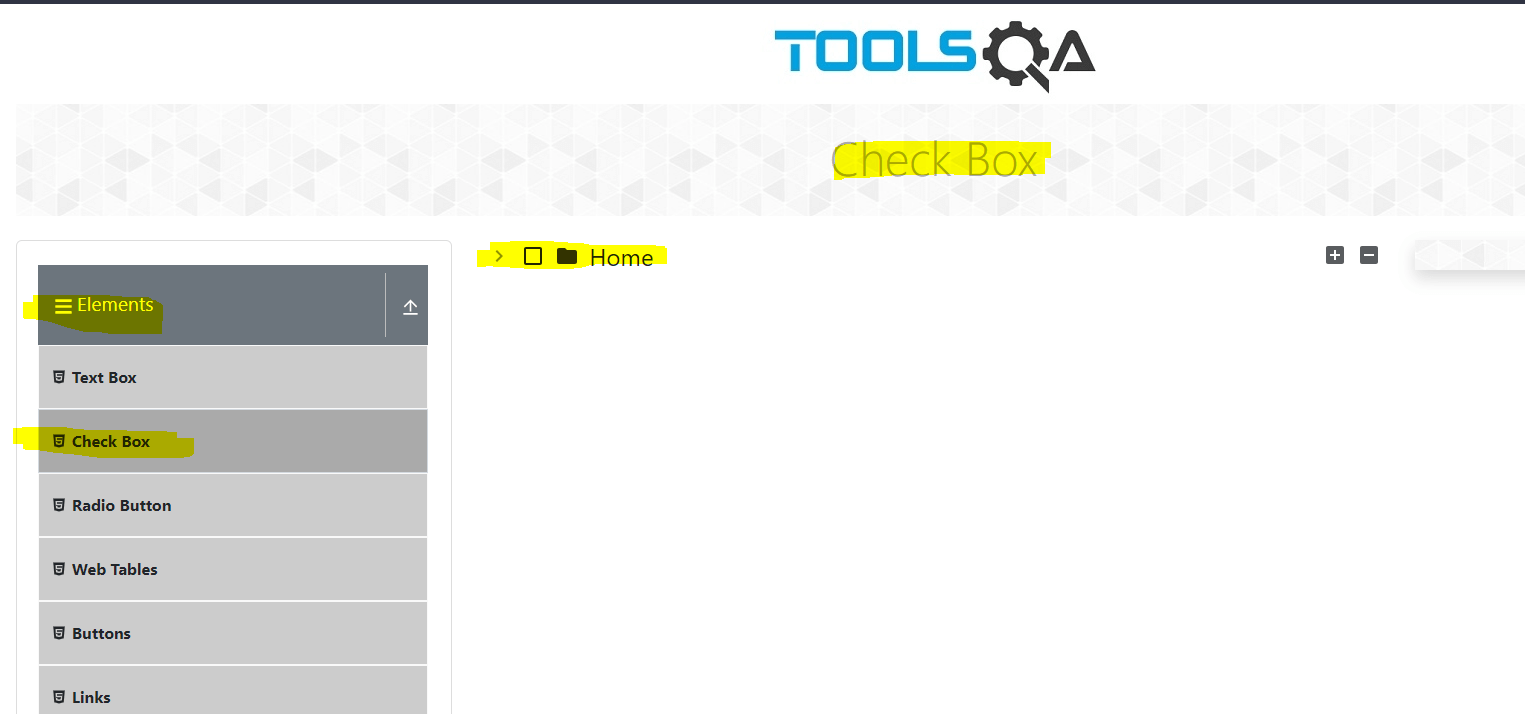 TOOLSQA
Check Box
Home
Elements
Text Box
Check Box
Radio Button
Web Tables
Buttons
Links